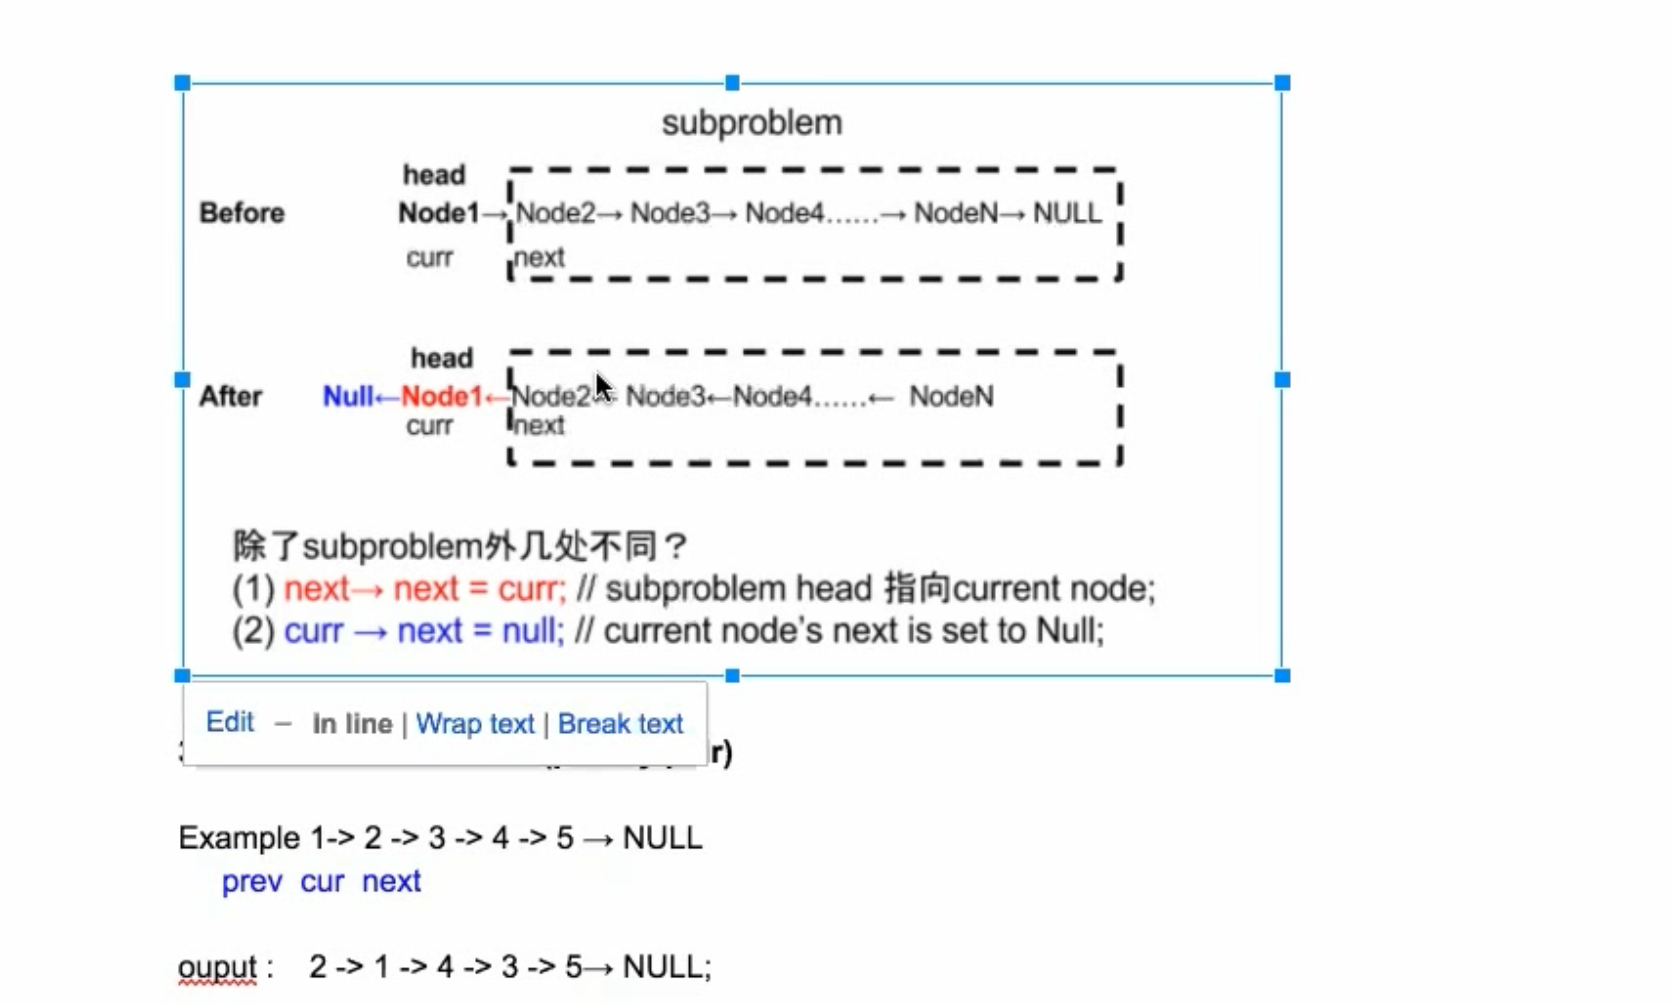 subproblem
head
Before Node1→ Node2→ Node3→ Node4……→ NodeN→ NULL
curr next
head
After Null←Node1←Node2← Node3←Node4……← NodeN
curr next
除了subproblem外几处不同？
(1) next→ next = curr; // subproblem head 指向current node;
(2) curr → next = null; // current node’s next is set to Null;
Edit – In line | Wrap text | Break text
r)
Example 1-> 2 -> 3 -> 4 -> 5 → NULL
prev cur next
ouput : 2 -> 1 -> 4 -> 3 -> 5→ NULL;